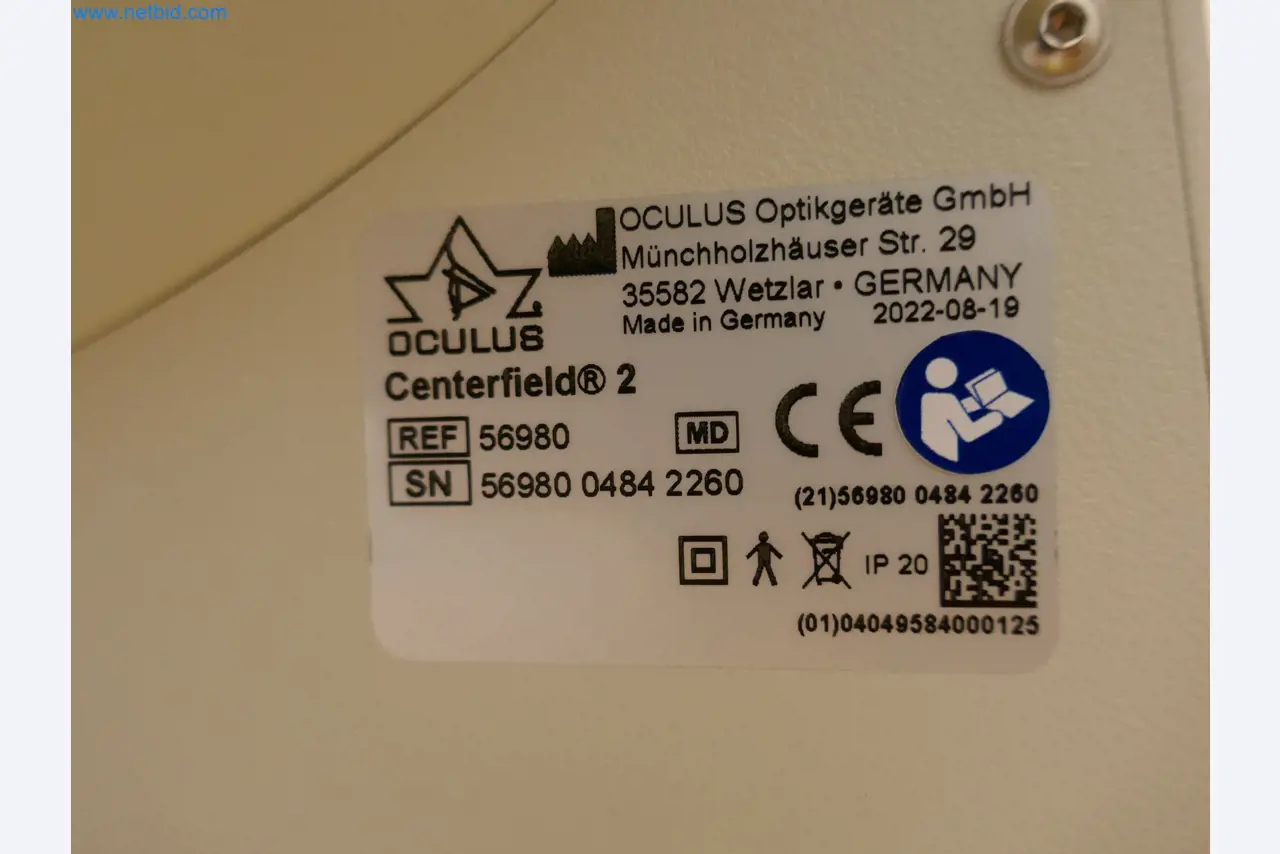 www.netbid.com
OCULUS Optikgeräte GmbH
Münchholzhäuser Str. 29
35582 Wetzlar • GERMANY
Made in Germany 2022-08-19
OCULUS
Centerfield® 2
REF 56980
MD
CE
SN 56980 0484 2260
(21)56980 0484 2260
IP 20
(01)04049584000125